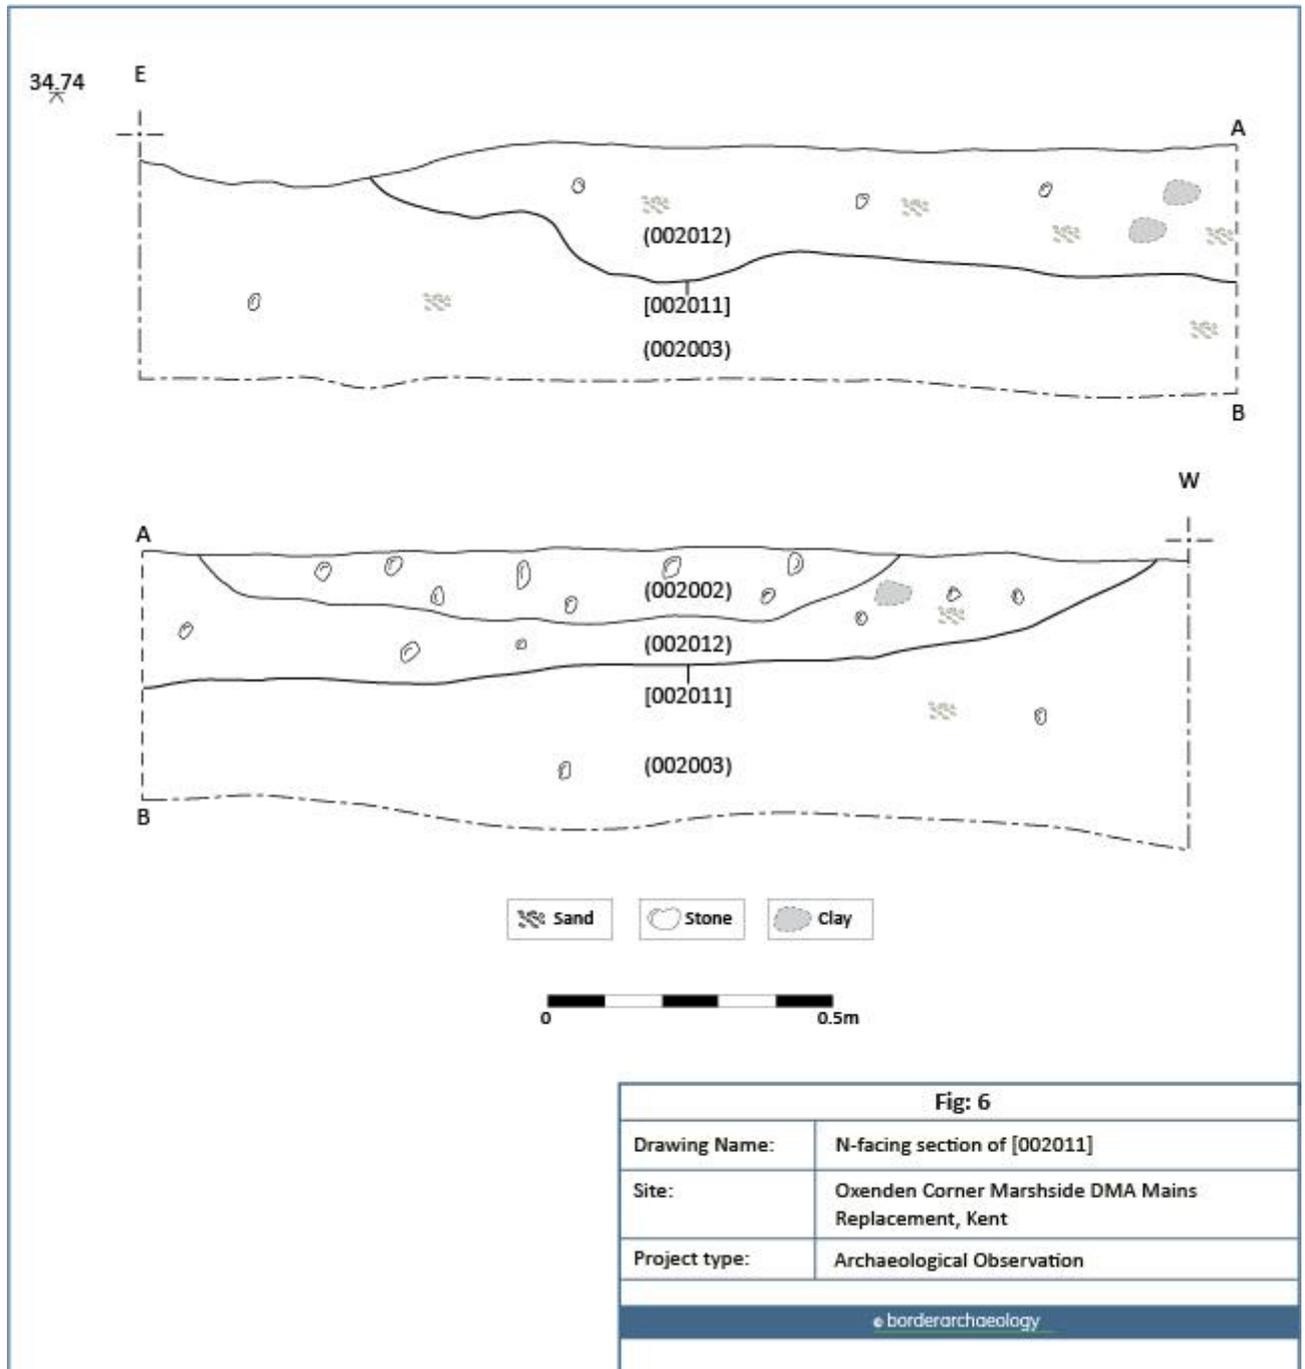 34.74
E
A
(002012)
[002011]
(002003)
B
W
A
(002002)
(002012)
[002011]
(002003)
B
Sand
Stone
Clay
0
0.5m
Fig: 6
Drawing Name:
N-facing section of [002011]
Site:
Oxenden Corner Marshside DMA Mains
Replacement, Kent
Project type:
Archaeological Observation
borderarchaeology